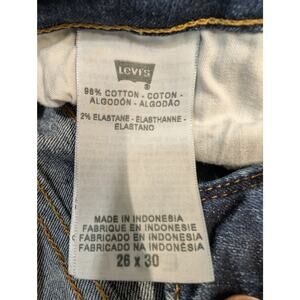 LEVI'S
®
98% COTTON - COTON -
ALGODÓN - ALGODÃO
2% ELASTANE - ELASTHANNE -
ELASTANO
MADE IN INDONESIA
FABRIQUE EN INDONESIE
FABRICADO EN INDONESIA
FABRICADO NA INDONÉSIA
26 x 30